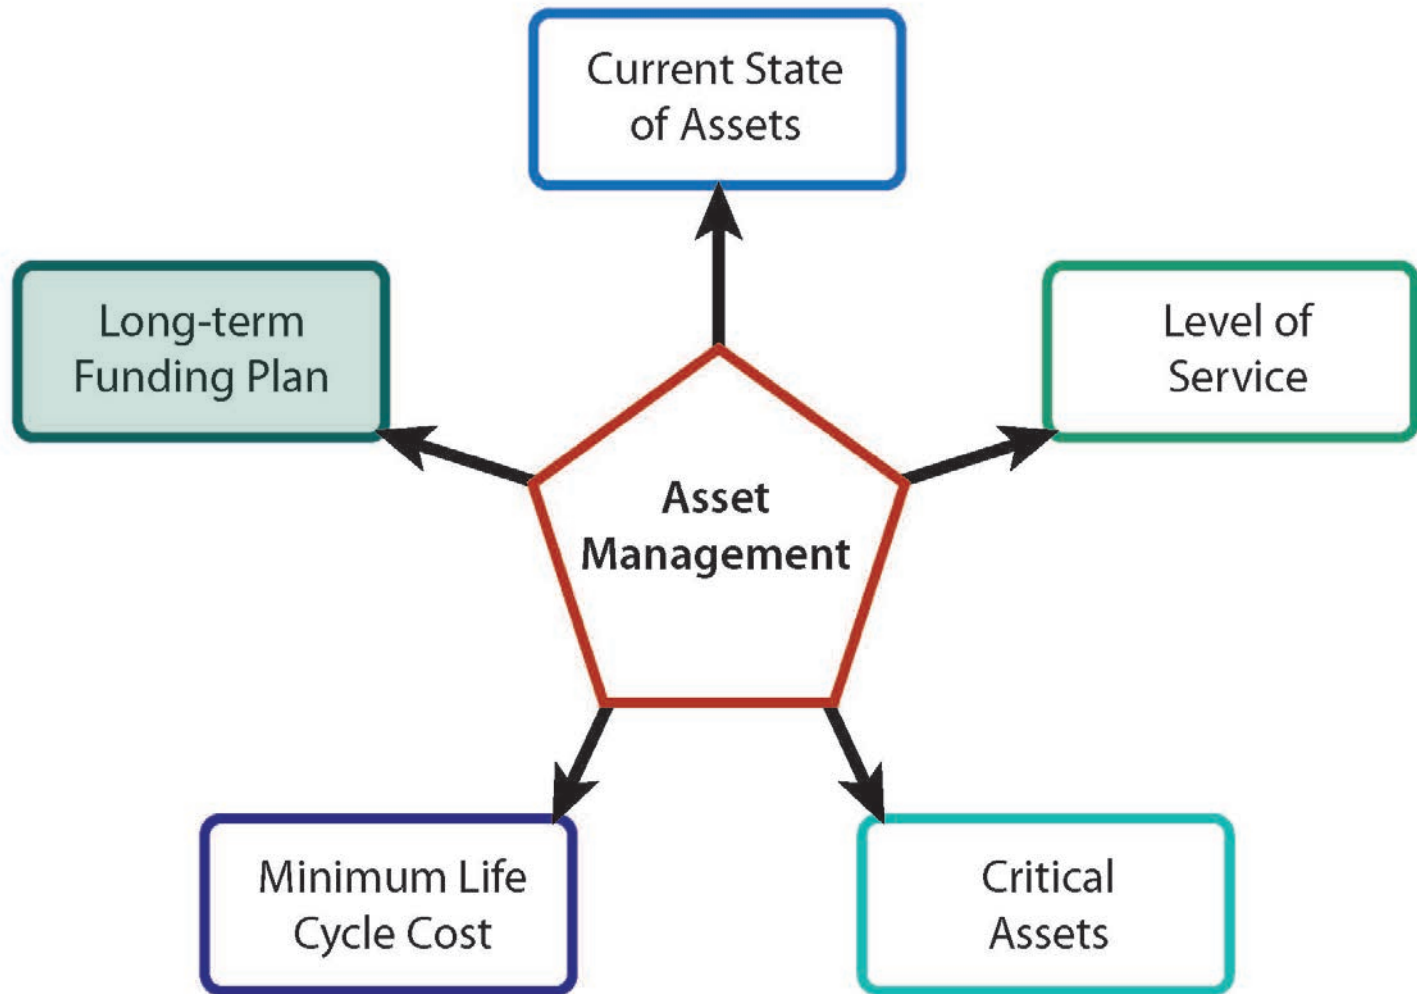 Current State
of Assets
Long-term
Funding Plan
Level of
Service
Asset
Management
Minimum Life
Cycle Cost
Critical
Assets